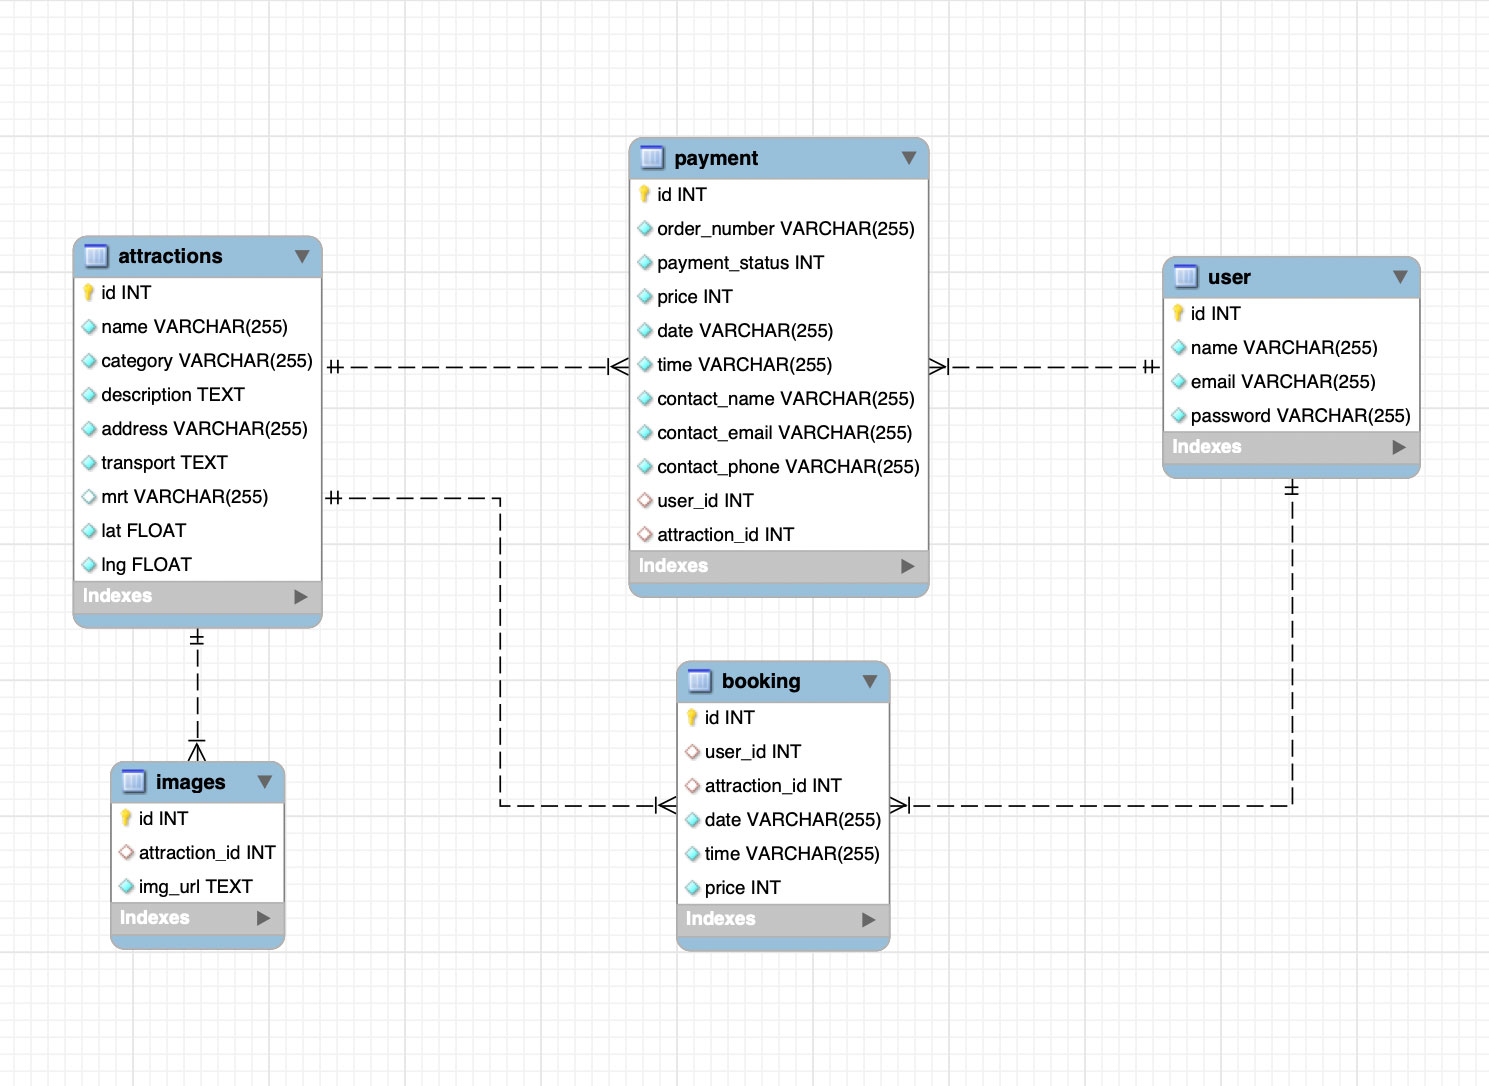 payment
id INT
order_number VARCHAR(255)
payment_status INT
price INT
date VARCHAR(255)
time VARCHAR(255)
contact_name VARCHAR(255)
contact_email VARCHAR(255)
contact_phone VARCHAR(255)
user_id INT
attraction_id INT
Indexes
attractions
id INT
name VARCHAR(255)
category VARCHAR(255)
description TEXT
address VARCHAR(255)
transport TEXT
mrt VARCHAR(255)
lat FLOAT
lng FLOAT
Indexes
user
id INT
name VARCHAR(255)
email VARCHAR(255)
password VARCHAR(255)
Indexes
booking
id INT
user_id INT
attraction_id INT
date VARCHAR(255)
time VARCHAR(255)
price INT
Indexes
images
id INT
attraction_id INT
img_url TEXT
Indexes